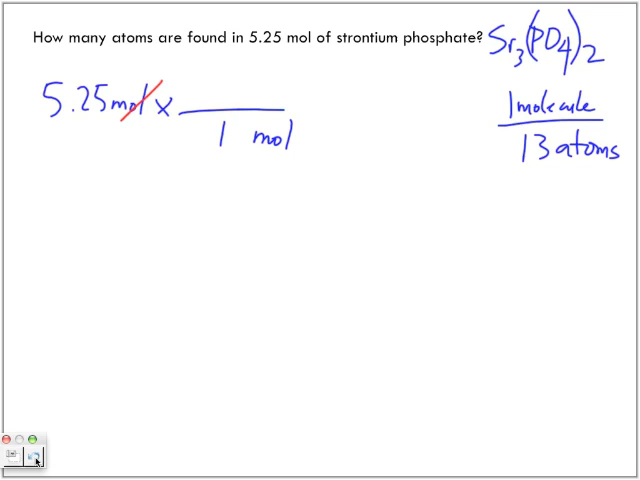 How many atoms are found in 5.25 mol of strontium phosphate? Sr3(PO4)2
5.25 mol x
1 mol
1 molecule
13 atoms